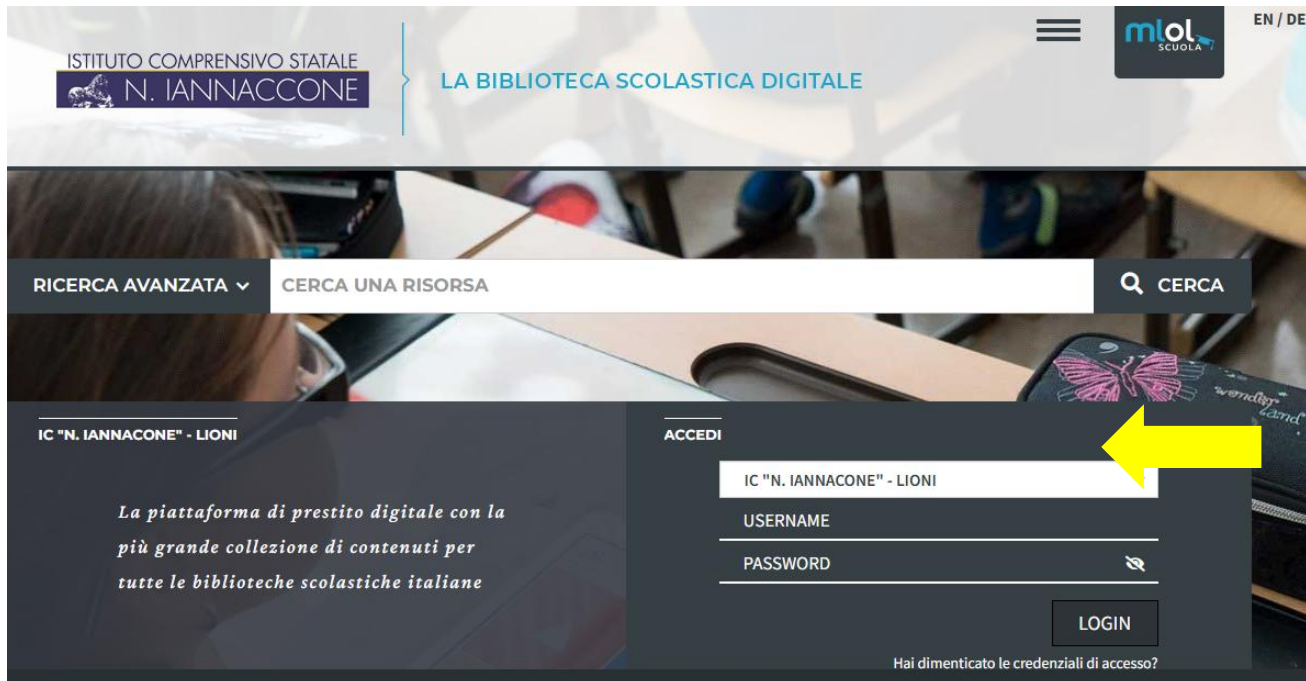 EN / DE
mlol
SCUOLA
ISTITUTO COMPRENSIVO STATALE
N. IANNACCONE
LA BIBLIOTECA SCOLASTICA DIGITALE
RICERCA AVANZATA
CERCA UNA RISORSA
CERCA
wonder
land
IC "N. IANNACONE" - LIONI
La piattaforma di prestito digitale con la
più grande collezione di contenuti per
tutte le biblioteche scolastiche italiane
ACCEDI
IC "N. IANNACONE" - LIONI
USERNAME
PASSWORD
LOGIN
Hai dimenticato le credenziali di accesso?